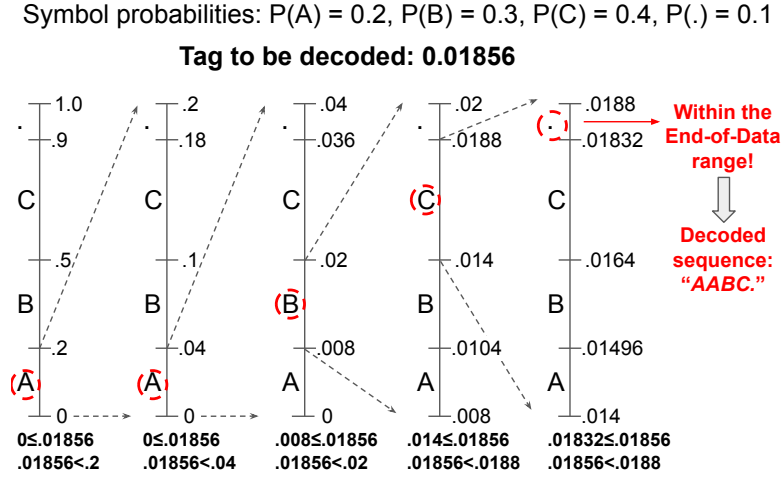 Symbol probabilities: P(A) = 0.2, P(B) = 0.3, P(C) = 0.4, P(.) = 0.1
Tag to be decoded: 0.01856
1.0
.
.9
C
.5
B
.2
A
0
0≤.01856
.01856<.2
.2
.
.18
C
.1
B
.04
A
0
0≤.01856
.01856<.04
.04
.
.036
C
.02
B
.008
A
0
.008≤.01856
.01856<.02
.02
.
.0188
C
.014
B
.0104
A
.008
.014≤.01856
.01856<.0188
.0188
.
.01832
C
.0164
B
.01496
A
.014
.01832≤.01856
.01856<.0188
Within the
End-of-Data
range!
Decoded
sequence:
“AABC.”